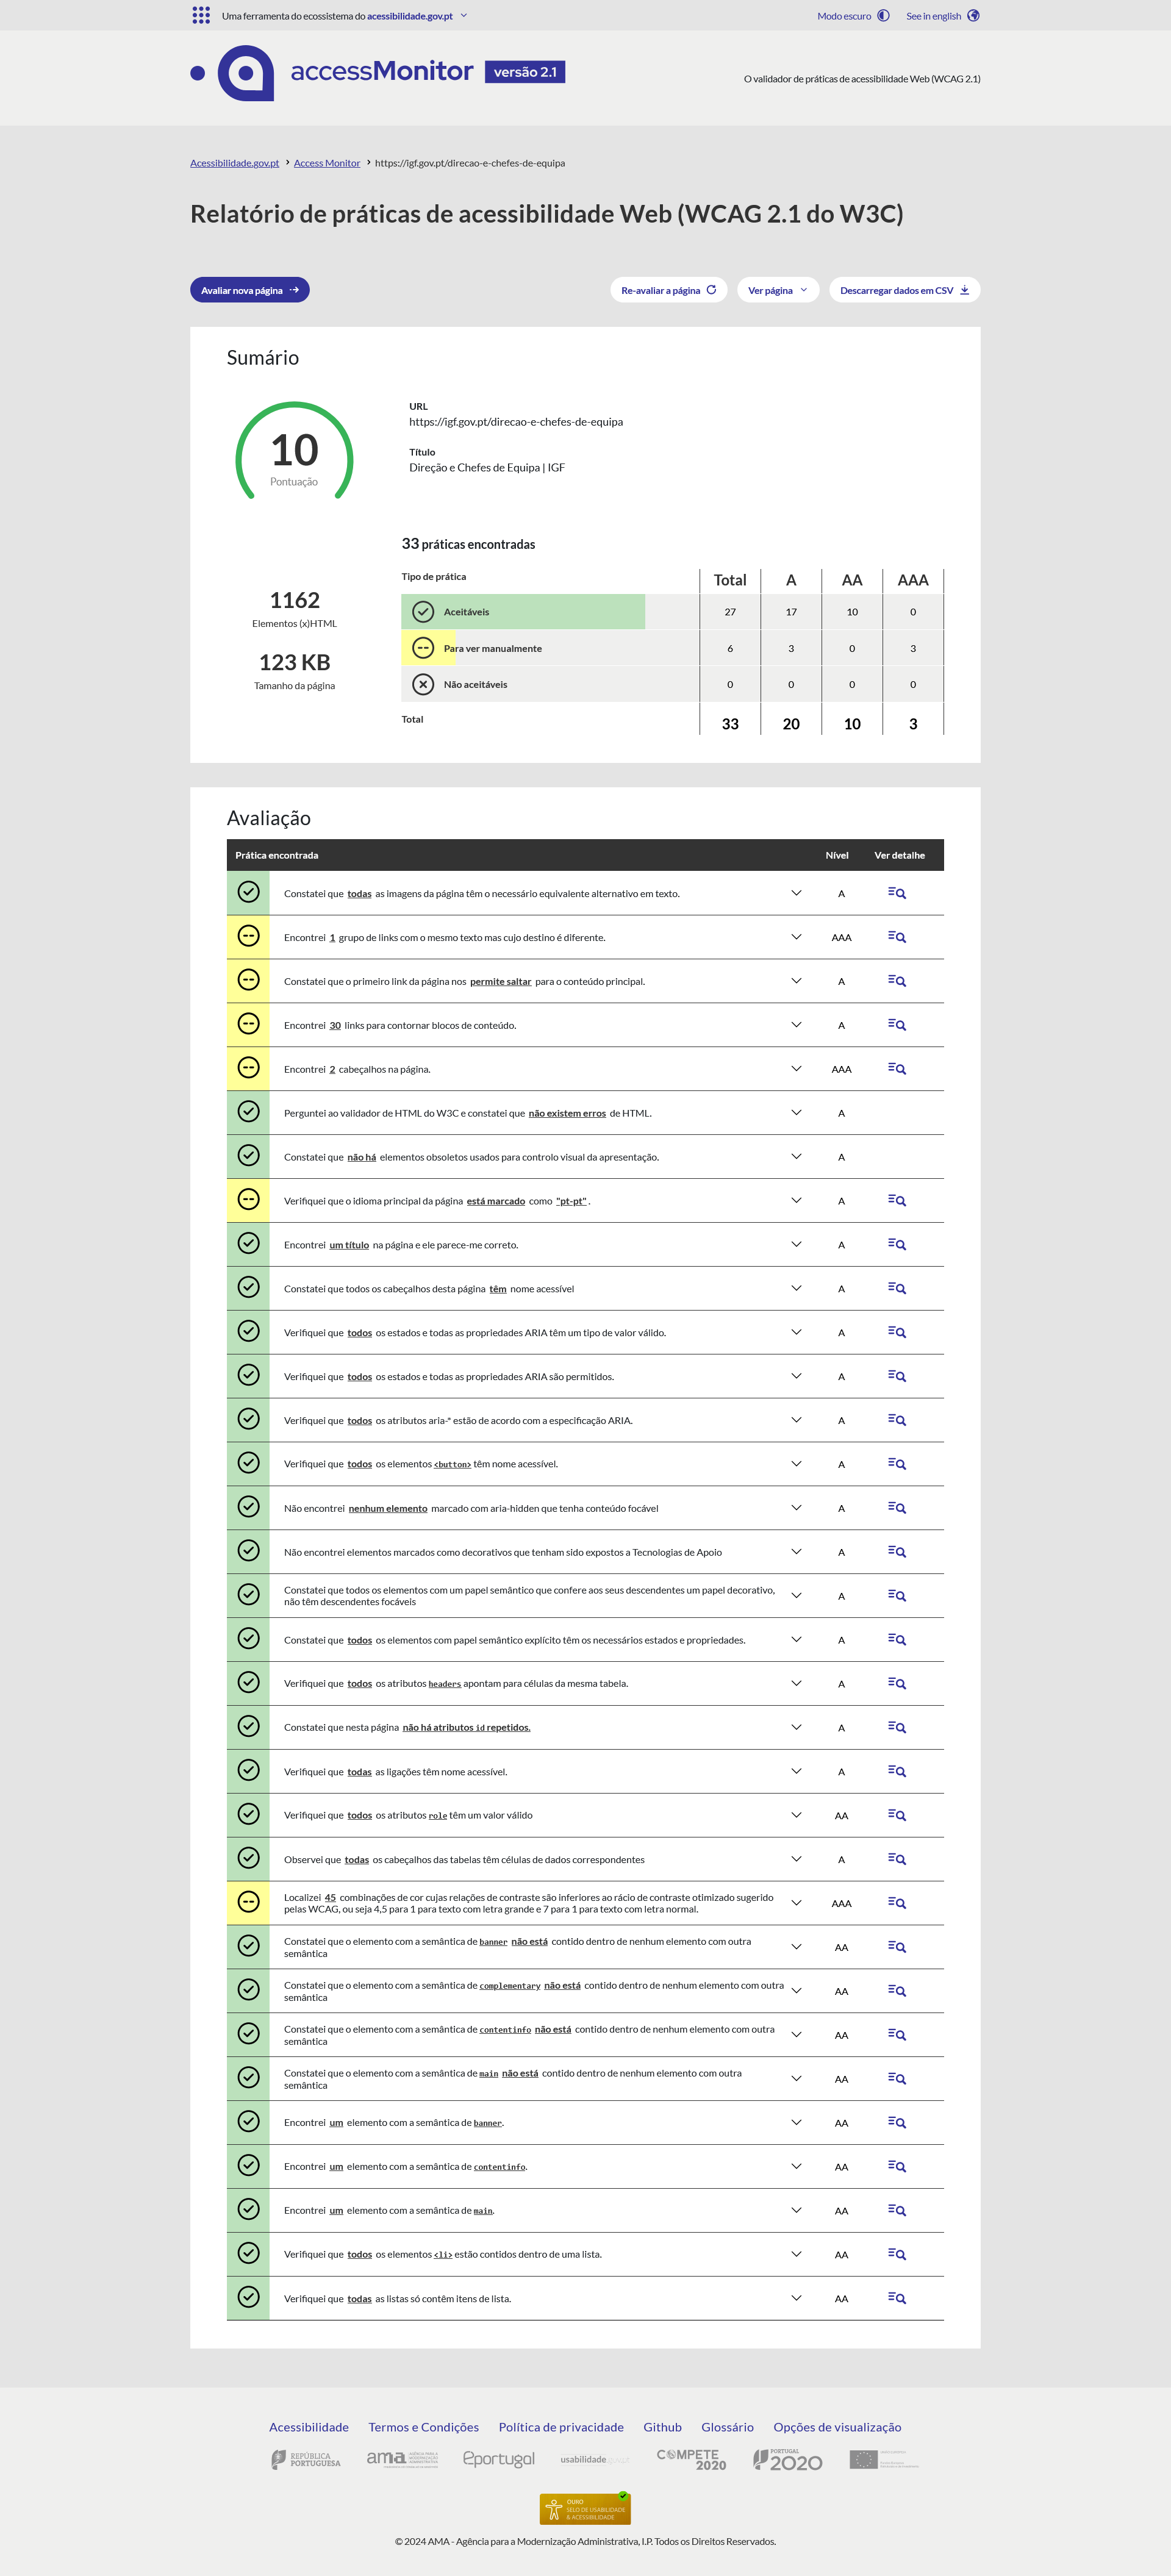 Uma ferramenta do ecossistema do acessibilidade.gov.pt
Modo escuro
See in english
accessMonitor versão 2.1
O validador de práticas de acessibilidade Web (WCAG 2.1)
Acessibilidade.gov.pt
Access Monitor
https://igf.gov.pt/direcao-e-chefes-de-equipa
Relatório de práticas de acessibilidade Web (WCAG 2.1 do W3C)
Avaliar nova página
Re-avaliar a página
Ver página
Descarregar dados em CSV
Sumário
10
Pontuação
URL
https://igf.gov.pt/direcao-e-chefes-de-equipa
Título
Direção e Chefes de Equipa | IGF
1162
Elementos (x)HTML
123 KB
Tamanho da página
33 práticas encontradas
Tipo de prática Total A AA AAA
Aceitáveis 27 17 10 0
Para ver manualmente 6 3 0 3
Não aceitáveis 0 0 0 0
Total 33 20 10 3
Avaliação
Prática encontrada Nível Ver detalhe
Constatei que todas as imagens da página têm o necessário equivalente alternativo em texto. A
Encontrei 1 grupo de links com o mesmo texto mas cujo destino é diferente. AAA
Constatei que o primeiro link da página nos permite saltar para o conteúdo principal. A
Encontrei 30 links para contornar blocos de conteúdo. A
Encontrei 2 cabeçalhos na página. AAA
Perguntei ao validador de HTML do W3C e constatei que não existem erros de HTML. A
Constatei que não há elementos obsoletos usados para controlo visual da apresentação. A
Verifiquei que o idioma principal da página está marcado como "pt-pt" . A
Encontrei um título na página e ele parece-me correto. A
Constatei que todos os cabeçalhos desta página têm nome acessível A
Verifiquei que todos os estados e todas as propriedades ARIA têm um tipo de valor válido. A
Verifiquei que todos os estados e todas as propriedades ARIA são permitidos. A
Verifiquei que todos os atributos aria-* estão de acordo com a especificação ARIA. A
Verifiquei que todos os elementos <button> têm nome acessível. A
Não encontrei nenhum elemento marcado com aria-hidden que tenha conteúdo focável A
Não encontrei elementos marcados como decorativos que tenham sido expostos a Tecnologias de Apoio A
Constatei que todos os elementos com um papel semântico que confere aos seus descendentes um papel decorativo,
não têm descendentes focáveis A
Constatei que todos os elementos com papel semântico explícito têm os necessários estados e propriedades. A
Verifiquei que todos os atributos headers apontam para células da mesma tabela. A
Constatei que nesta página não há atributos id repetidos. A
Verifiquei que todas as ligações têm nome acessível. A
Verifiquei que todos os atributos role têm um valor válido AA
Observei que todas os cabeçalhos das tabelas têm células de dados correspondentes A
Localizei 45 combinações de cor cujas relações de contraste são inferiores ao rácio de contraste otimizado sugerido
pelas WCAG, ou seja 4,5 para 1 para texto com letra grande e 7 para 1 para texto com letra normal. AAA
Constatei que o elemento com a semântica de banner não está contido dentro de nenhum elemento com outra
semântica AA
Constatei que o elemento com a semântica de complementary não está contido dentro de nenhum elemento com outra
semântica AA
Constatei que o elemento com a semântica de contentinfo não está contido dentro de nenhum elemento com outra
semântica AA
Constatei que o elemento com a semântica de main não está contido dentro de nenhum elemento com outra
semântica AA
Encontrei um elemento com a semântica de banner. AA
Encontrei um elemento com a semântica de contentinfo. AA
Encontrei um elemento com a semântica de main. AA
Verifiquei que todos os elementos <li> estão contidos dentro de uma lista. AA
Verifiquei que todas as listas só contêm itens de lista. AA
Acessibilidade
Termos e Condições
Política de privacidade
Github
Glossário
Opções de visualização
REPÚBLICA
PORTUGUESA
ama
éportugal
usabilidade
COMPETE
2020
PORTUGAL
2020
OURO
SELO DE USABILIDADE
& ACESSIBILIDADE
© 2024 AMA - Agência para a Modernização Administrativa, I.P. Todos os Direitos Reservados.